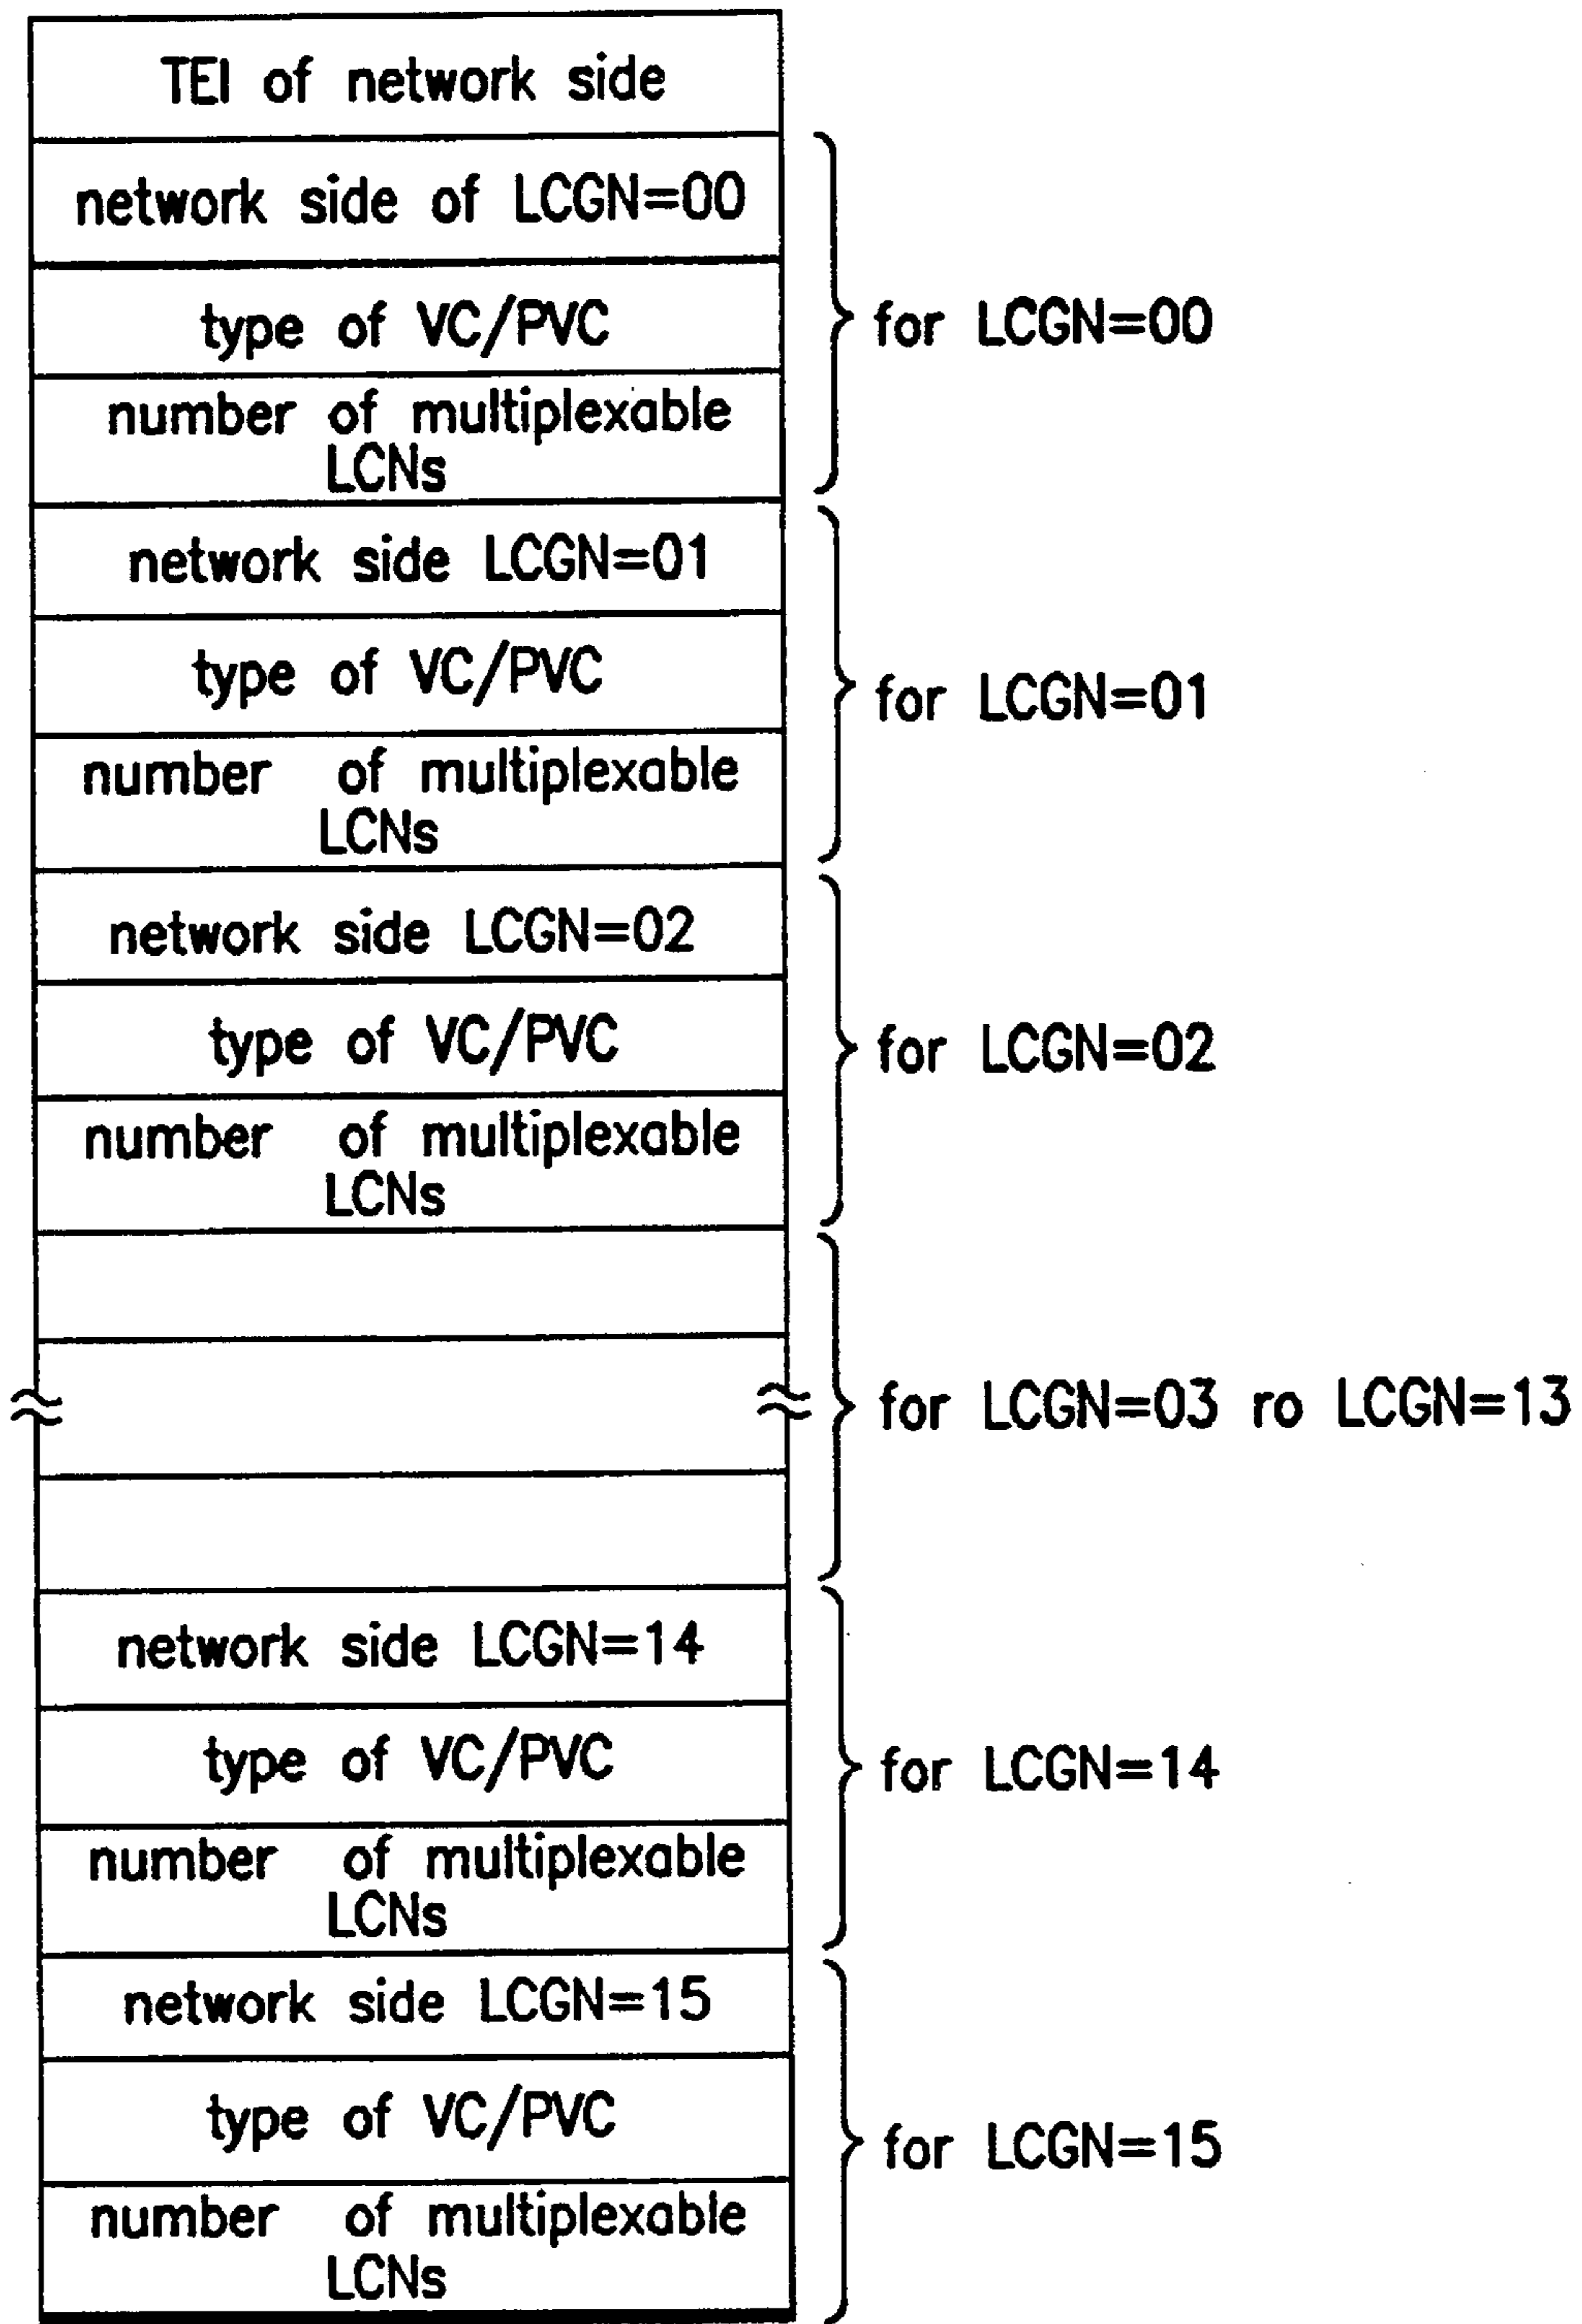 TEI of network side
network side of LCGN=00
type of VC/PVC
number of multiplexable
LCNs
for LCGN=00
network side LCGN=01
type of VC/PVC
number of multiplexable
LCNs
for LCGN=01
network side LCGN=02
type of VC/PVC
number of multiplexable
LCNs
for LCGN=02
for LCGN=03 ro LCGN=13
network side LCGN=14
type of VC/PVC
number of multiplexable
LCNs
for LCGN=14
network side LCGN=15
type of VC/PVC
number of multiplexable
LCNs
for LCGN=15